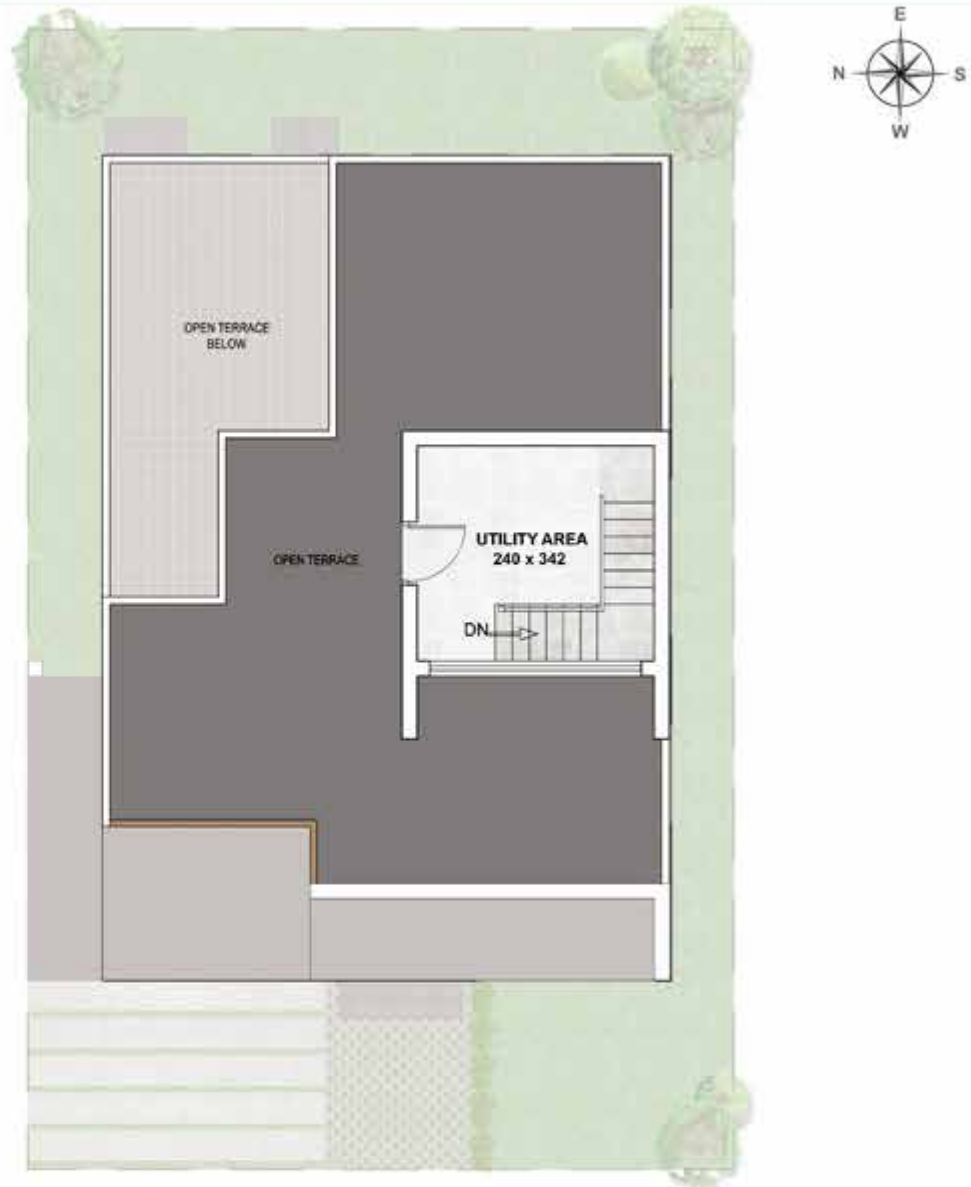 E
N S
W
OPEN TERRACE
BELOW
OPEN TERRACE
UTILITY AREA
240 x 342
DN